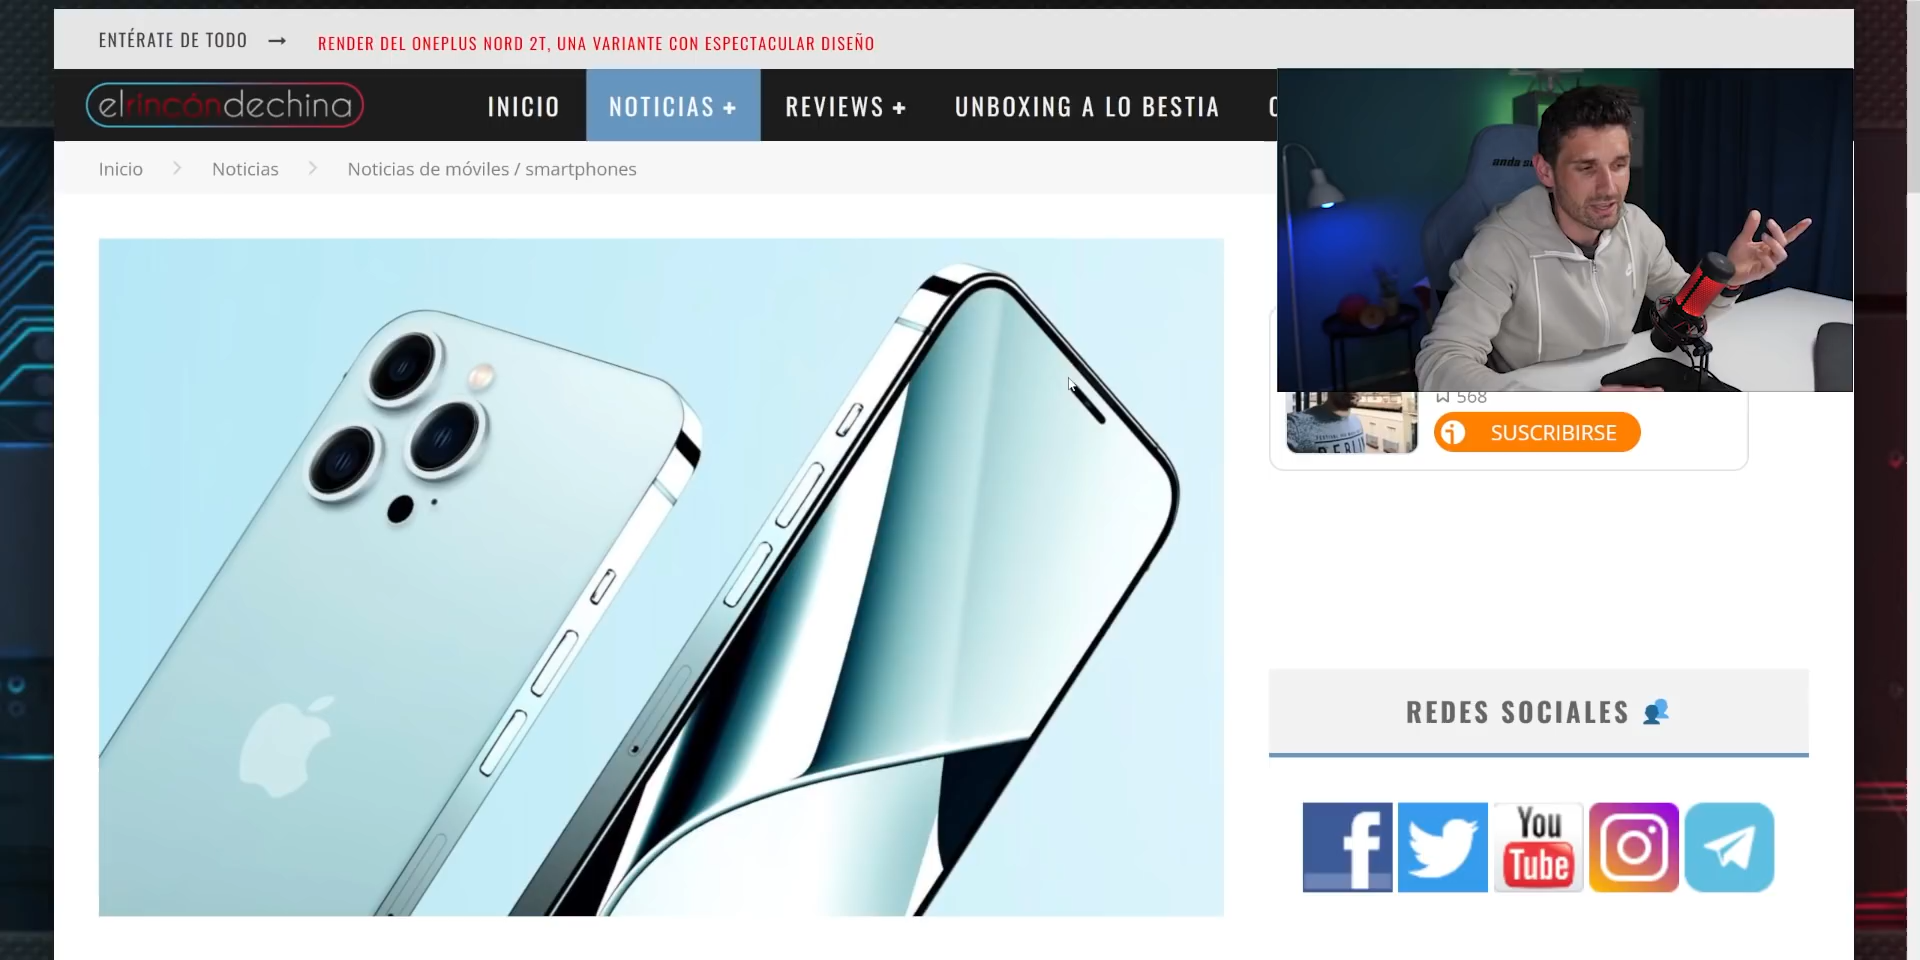 ENTÉRATE DE TODO → RENDER DEL ONEPLUS NORD 2T, UNA VARIANTE CON ESPECTACULAR DISEÑO
elrincóndechina INICIO NOTICIAS + REVIEWS + UNBOXING A LO BESTIA
Inicio > Noticias > Noticias de móviles / smartphones
568
SUSCRIBIRSE
REDES SOCIALES
You
Tube